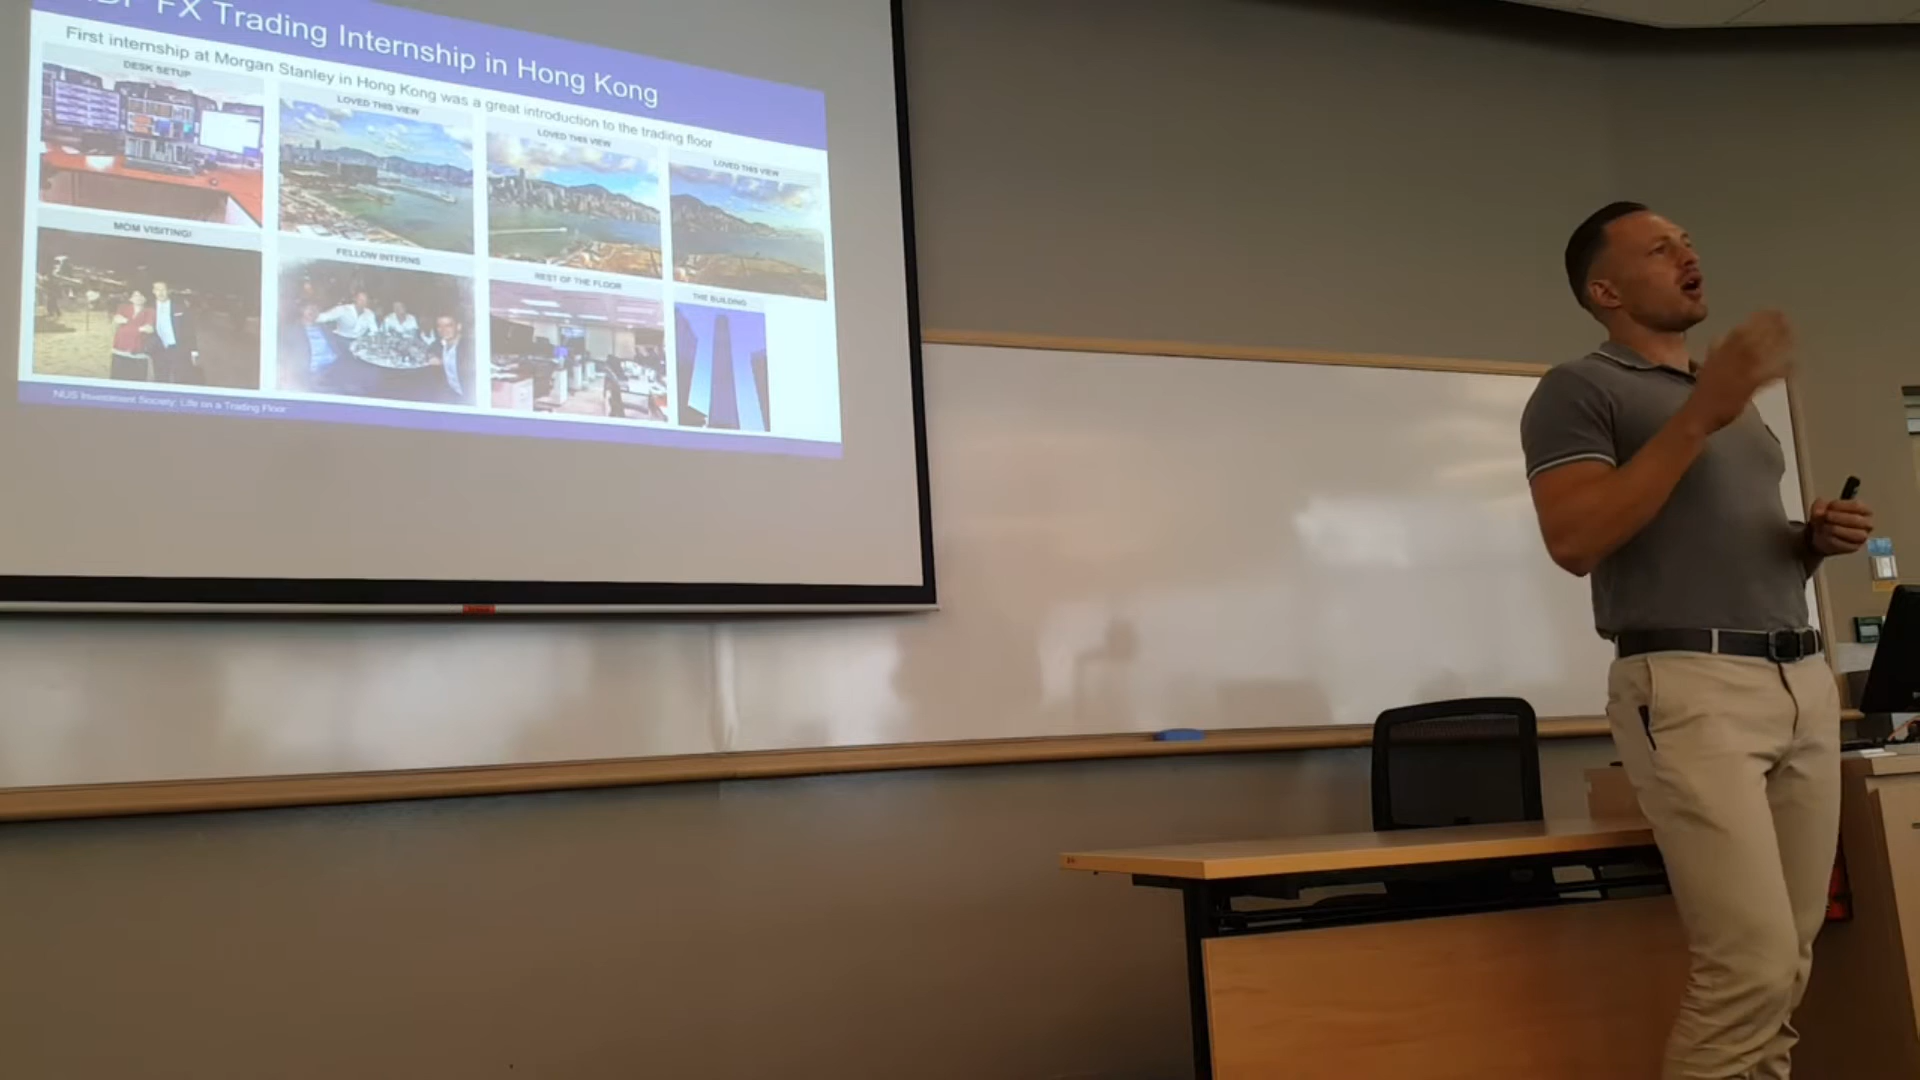 FX Trading Internship in Hong Kong
First internship at Morgan Stanley in Hong Kong was a great introduction to the trading floor
DESK SETUP
LOVED THIS VIEW
LOVED THIS VIEW
LOVED THIS VIEW
MOM VISITING!
FELLOW INTERNS
REST OF THE FLOOR
THE BUILDING
NUS Investment Society: Life on a Trading Floor